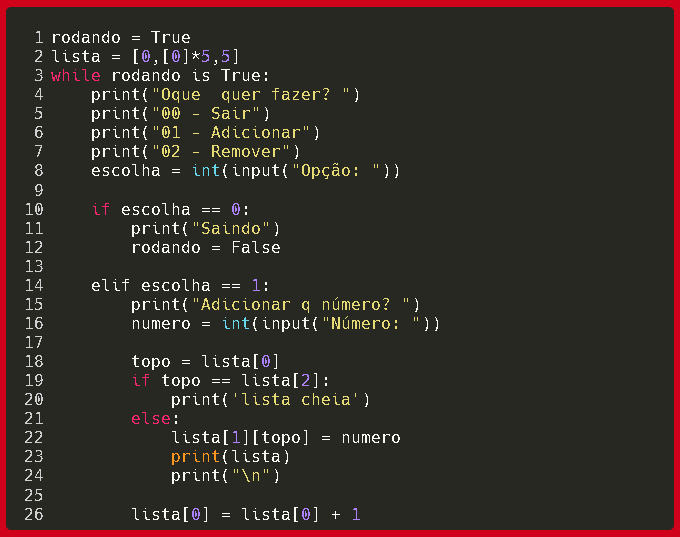 1 rodando = True
2 lista = [0,[0]*5,5]
3 while rodando is True:
4     print("Oque  quer fazer? ")
5     print("00 - Sair")
6     print("01 - Adicionar")
7     print("02 - Remover")
8     escolha = int(input("Opção: "))
9
10     if escolha == 0:
11         print("Saindo")
12         rodando = False
13
14     elif escolha == 1:
15         print("Adicionar q número? ")
16         numero = int(input("Número: "))
17
18         topo = lista[0]
19         if topo == lista[2]:
20             print('lista cheia')
21         else:
22             lista[1][topo] = numero
23             print(lista)
24             print("\n")
25
26         lista[0] = lista[0] + 1